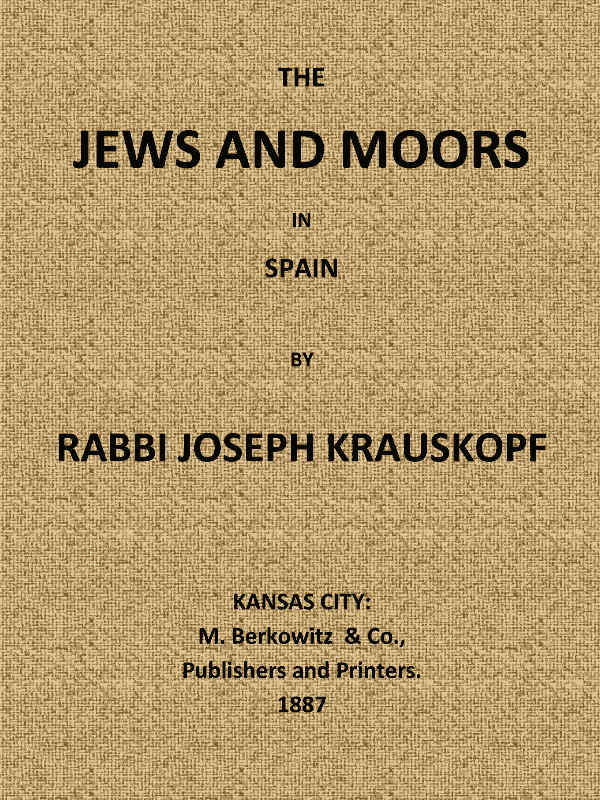 THE
JEWS AND MOORS
IN
SPAIN
BY
RABBI JOSEPH KRAUSKOPF
KANSAS CITY:
M. Berkowitz & Co.,
Publishers and Printers.
1887